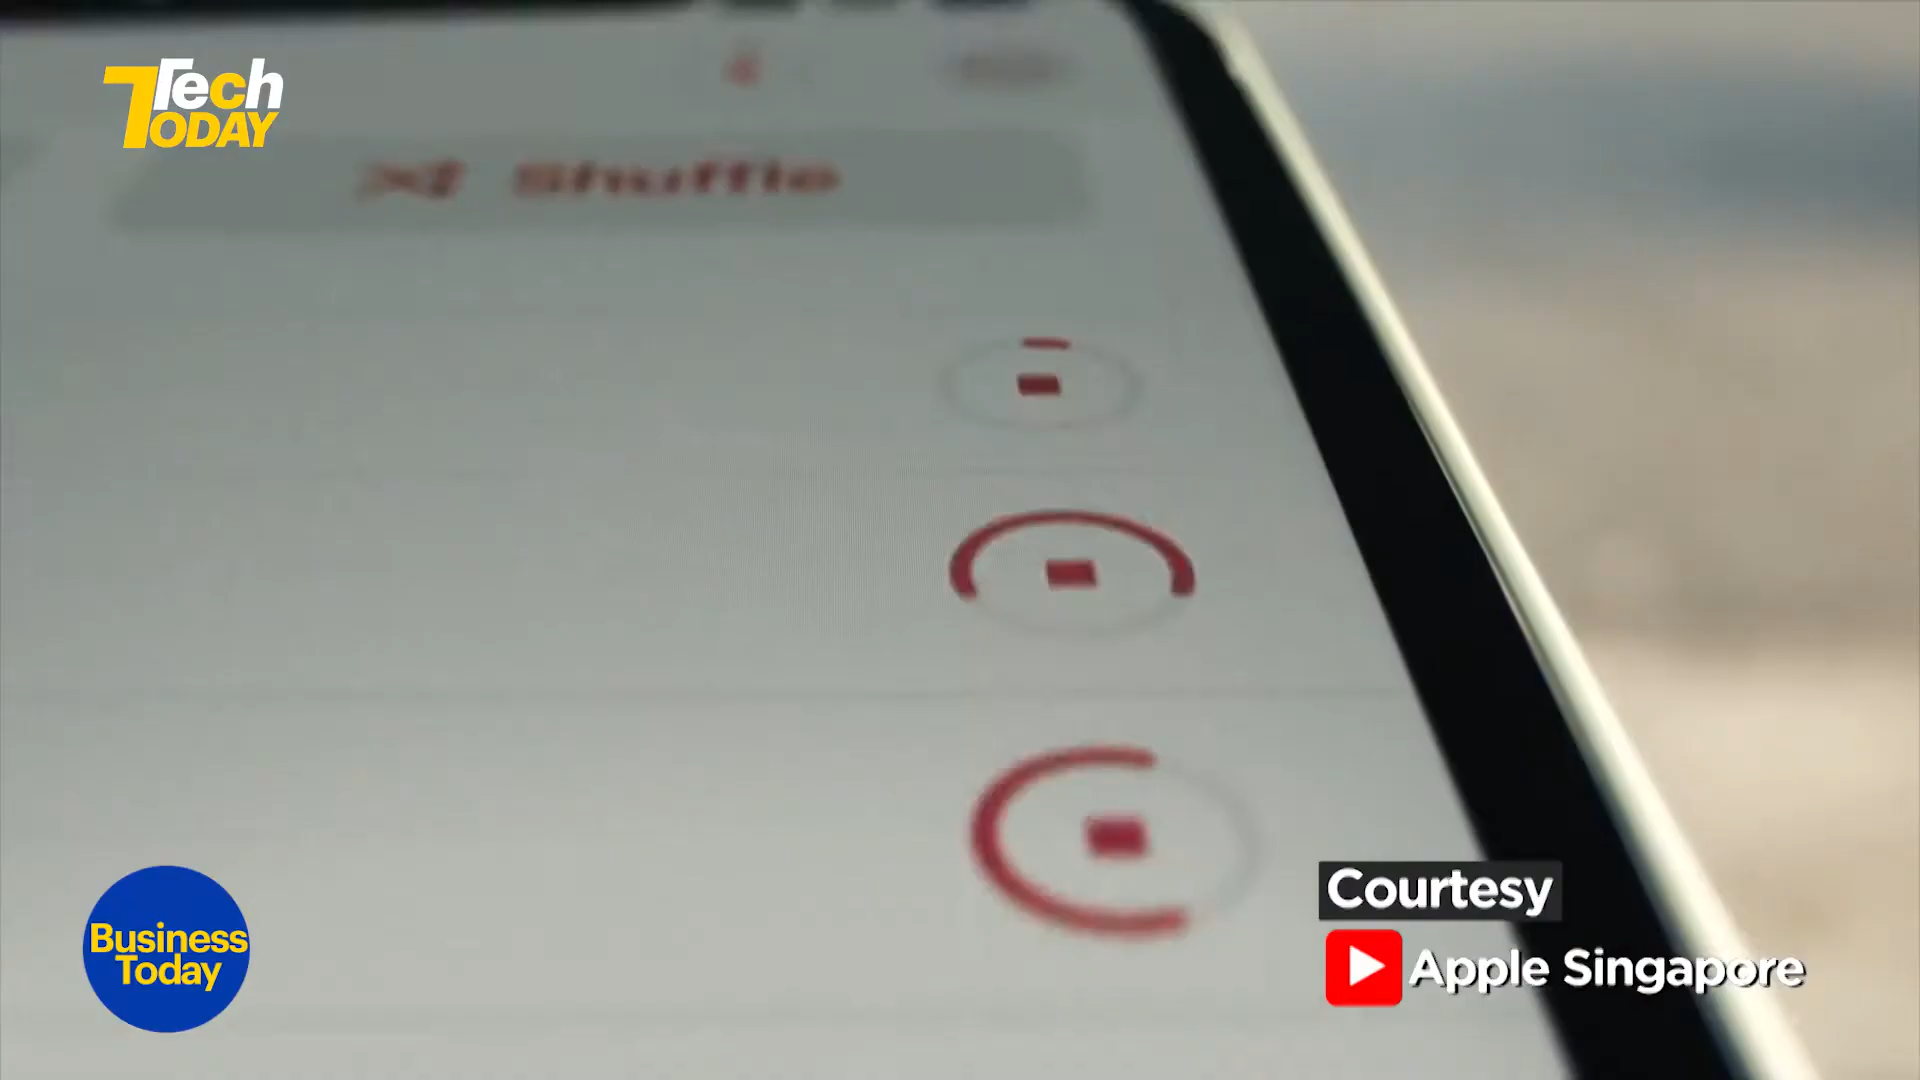 Tech
TODAY
Shuffle
Business
Today
Courtesy
Apple Singapore